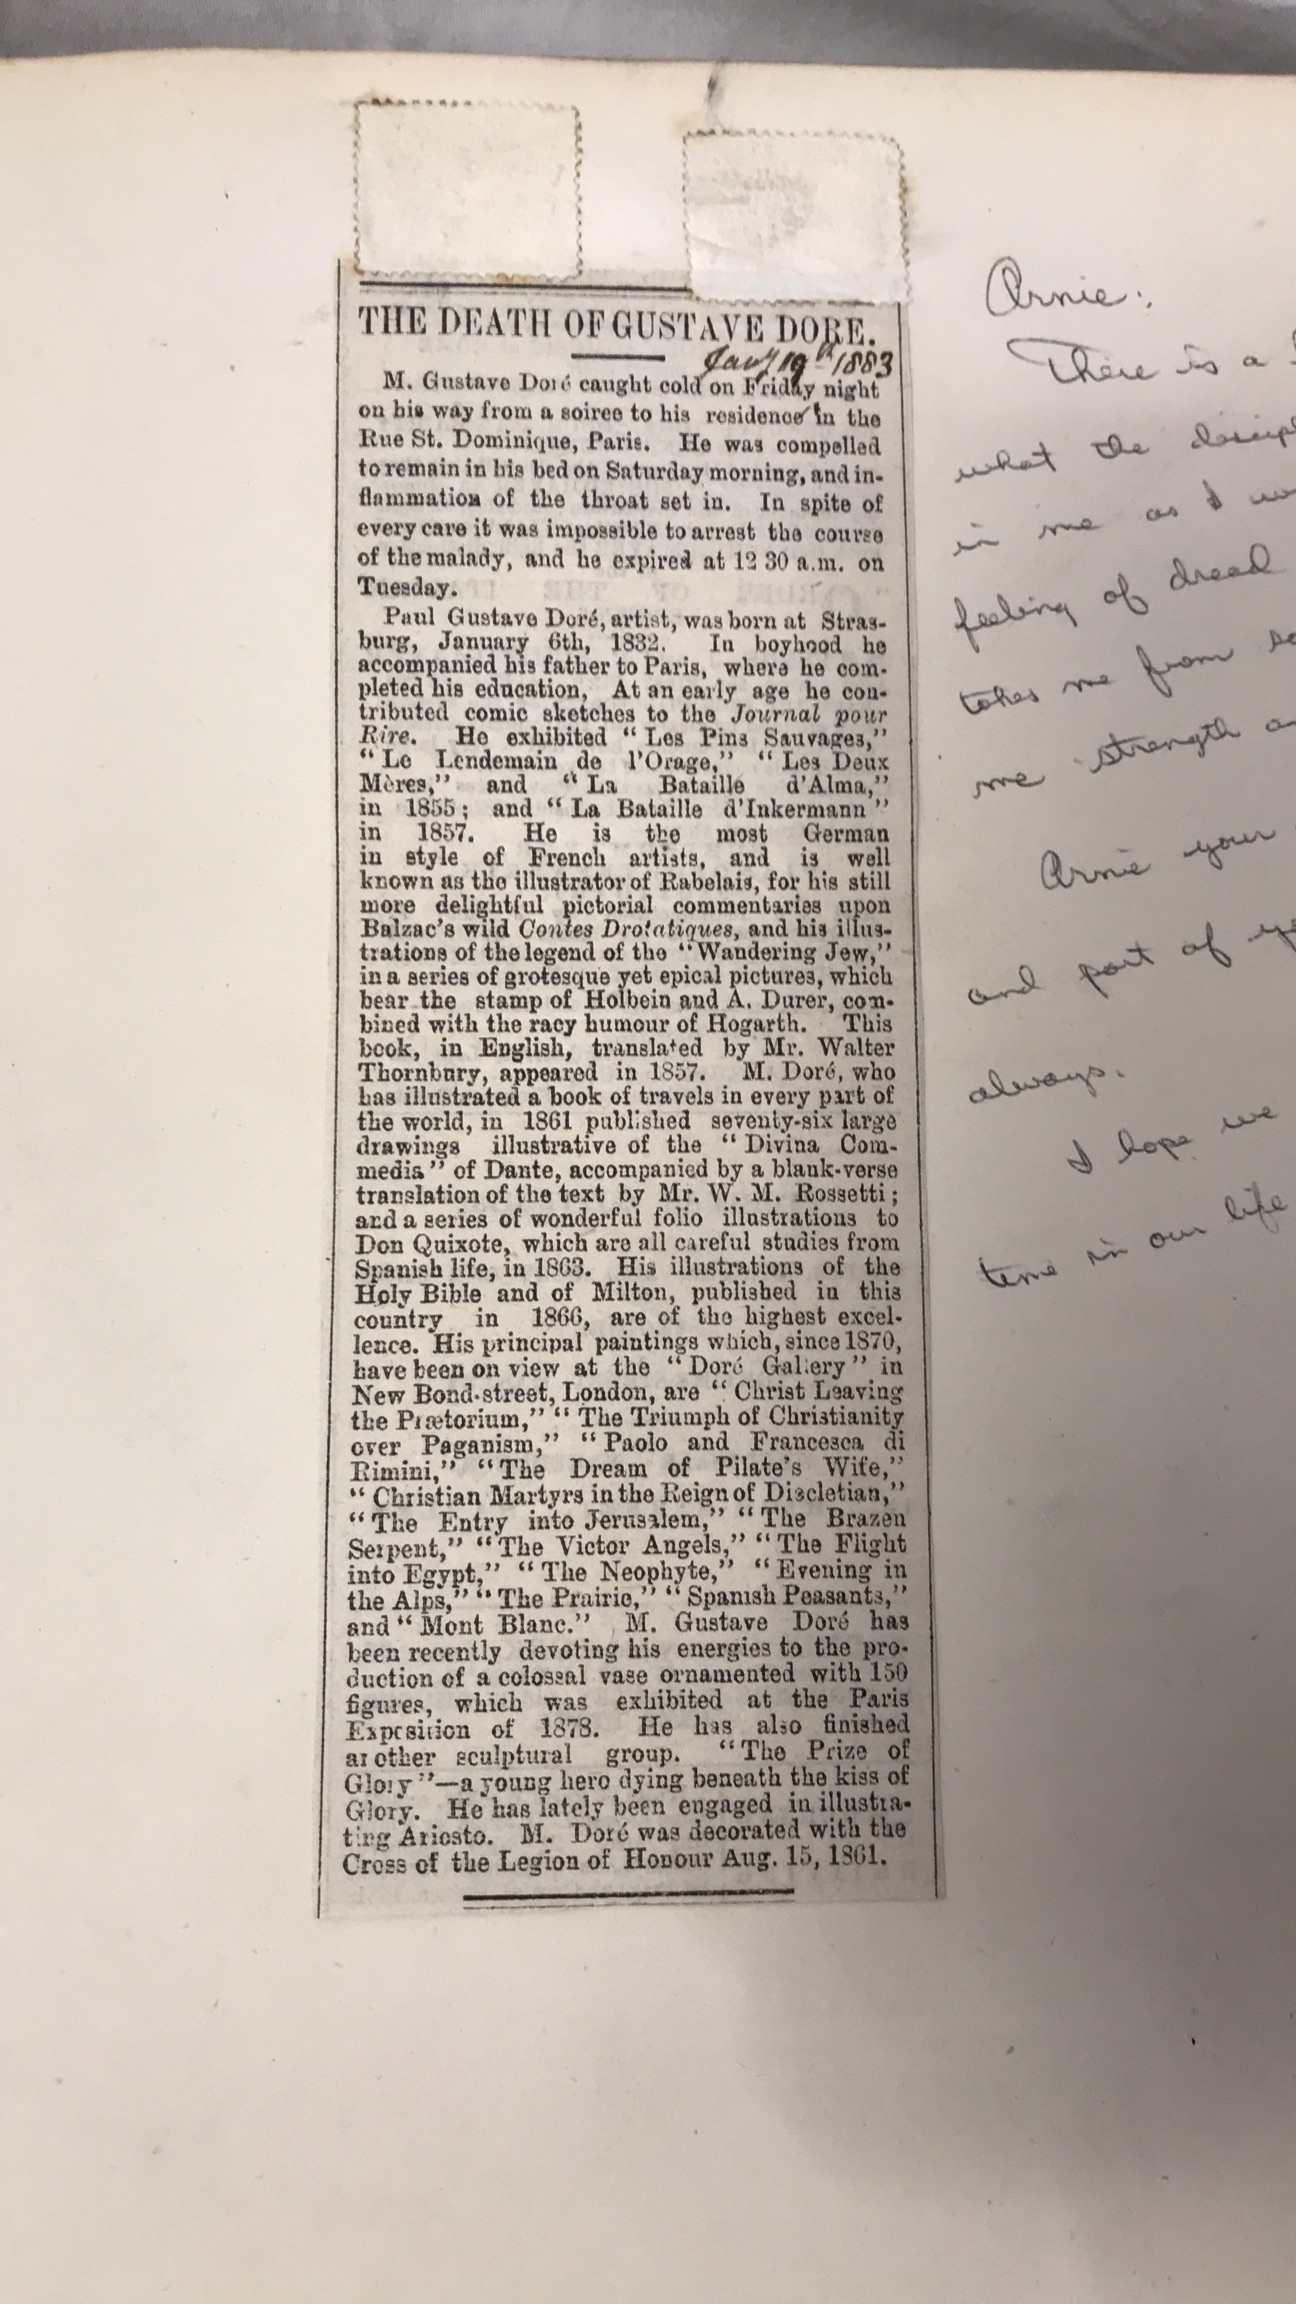 THE DEATH OF GUSTAVE DORE.
Jany 19th 1883
M. Gustave Doré caught cold on Friday night
on his way from a soiree to his residence in the
Rue St. Dominique, Paris. He was compelled
to remain in his bed on Saturday morning, and in-
flammation of the throat set in. In spite of
every care it was impossible to arrest the course
of the malady, and he expired at 12 30 a.m. on
Tuesday.
Paul Gustave Doré, artist, was born at Stras-
burg, January 6th, 1832. In boyhood he
accompanied his father to Paris, where he com-
pleted his education. At an early age he con-
tributed comic sketches to the Journal pour
Rire. He exhibited “Les Pins Sauvages,”
“Le Lendemain de l'Orage,” “Les Deux
Mères,” and “La Bataille d'Alma,”
in 1855; and “La Bataille d'Inkermann”
in 1857. He is the most German
in style of French artists, and is well
known as the illustrator of Rabelais, for his still
more delightful pictorial commentaries upon
Balzac's wild Contes Drolatiques, and his illus-
trations of the legend of the “Wandering Jew,”
in a series of grotesque yet epical pictures, which
bear the stamp of Holbein and A. Durer, com-
bined with the racy humour of Hogarth. This
book, in English, translated by Mr. Walter
Thornbury, appeared in 1857. M. Doré, who
has illustrated a book of travels in every part of
the world, in 1861 published seventy-six large
drawings illustrative of the “Divina Com-
media” of Dante, accompanied by a blank-verse
translation of the text by Mr. W. M. Rossetti;
and a series of wonderful folio illustrations to
Don Quixote, which are all careful studies from
Spanish life, in 1863. His illustrations of the
Holy Bible and of Milton, published in this
country in 1866, are of the highest excel-
lence. His principal paintings which, since 1870,
have been on view at the “Doré Gallery” in
New Bond-street, London, are “Christ Leaving
the Prætorium,” “The Triumph of Christianity
over Paganism,” “Paolo and Francesca di
Rimini,” “The Dream of Pilate's Wife,”
“Christian Martyrs in the Reign of Discletian,”
“The Entry into Jerusalem,” “The Brazen
Serpent,” “The Victor Angels,” “The Flight
into Egypt,” “The Neophyte,” “Evening in
the Alps,” “The Prairie,” “Spanish Peasants,”
and “Mont Blanc.” M. Gustave Doré has
been recently devoting his energies to the pro-
duction of a colossal vase ornamented with 150
figures, which was exhibited at the Paris
Exposition of 1878. He has also finished
another sculptural group. “The Prize of
Glory”—a young hero dying beneath the kiss of
Glory. He has lately been engaged in illustra-
ting Ariosto. M. Doré was decorated with the
Cross of the Legion of Honour Aug. 15, 1861.
Arnie:
There is a
what the
in me as I
feeling of dread
takes me from
me strength
Arnie your
and part of
always.
I hope we
time in our life